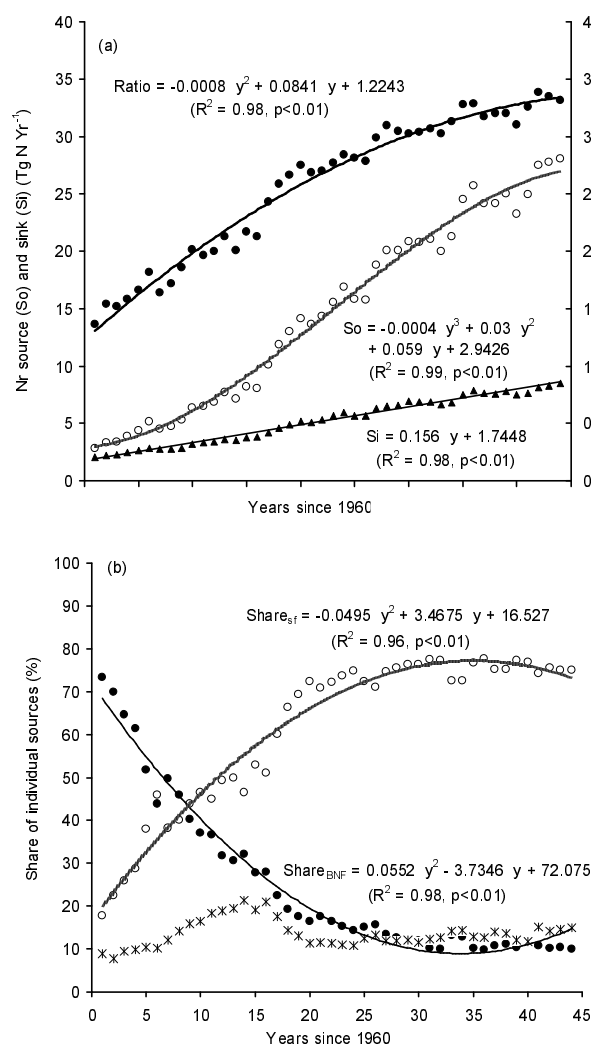 (a)
Ratio = -0.0008 y² + 0.0841 y + 1.2243
(R² = 0.98, p<0.01)
So = -0.0004 y³ + 0.03 y²
+ 0.059 y + 2.9426
(R² = 0.99, p<0.01)
Si = 0.156 y + 1.7448
(R² = 0.98, p<0.01)
40
35
30
25
20
15
10
5
0
4
3
3
2
2
1
1
0
0
Nr source (So) and sink (Si) (Tg N Yr⁻¹)
Years since 1960
(b)
Share_sf = -0.0495 y² + 3.4675 y + 16.527
(R² = 0.96, p<0.01)
Share_BNF = 0.0552 y² - 3.7346 y + 72.075
(R² = 0.98, p<0.01)
100
90
80
70
60
50
40
30
20
10
0
Share of individual sources (%)
0 5 10 15 20 25 30 35 40 45
Years since 1960